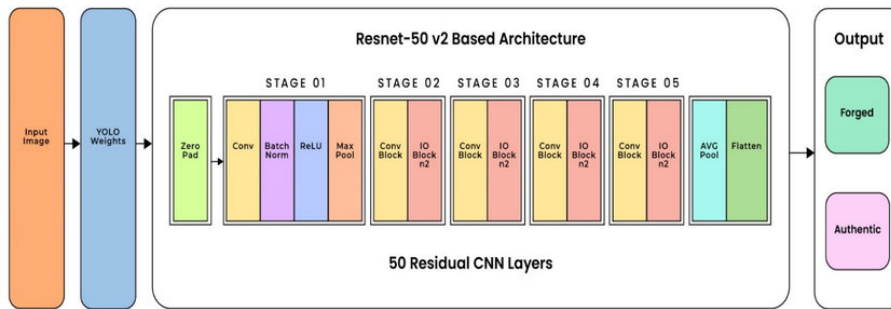 Resnet-50 v2 Based Architecture
Output
STAGE 01
STAGE 02
STAGE 03
STAGE 04
STAGE 05
Input
Image
YOLO
Weights
Zero
Pad
Conv
Batch
Norm
ReLU
Max
Pool
Conv
Block
IO
Block
n2
Conv
Block
IO
Block
n2
Conv
Block
IO
Block
n2
Conv
Block
IO
Block
n2
AVG
Pool
Flatten
Forged
Authentic
50 Residual CNN Layers